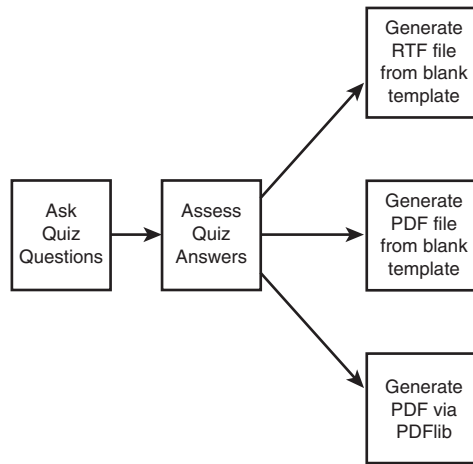 Ask
Quiz
Questions
Assess
Quiz
Answers
Generate
RTF file
from blank
template
Generate
PDF file
from blank
template
Generate
PDF via
PDFlib